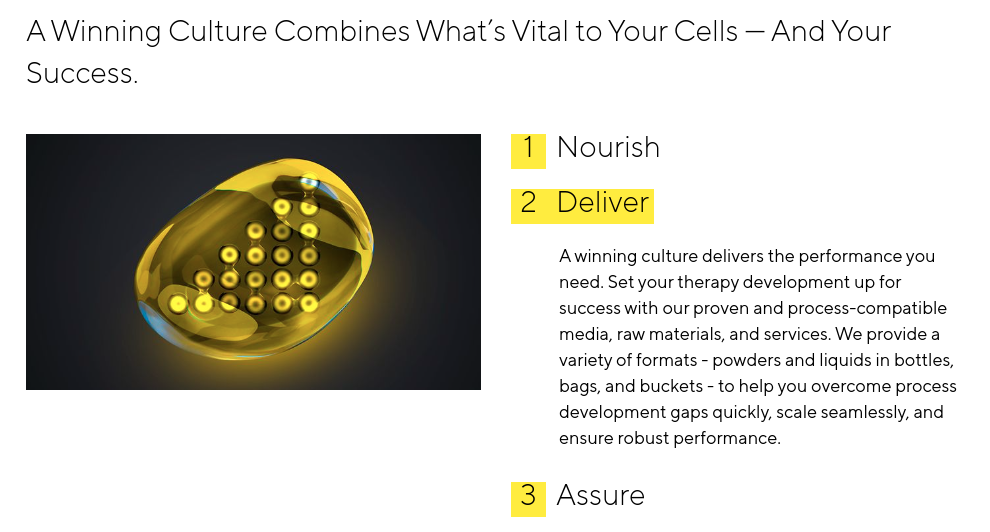 A Winning Culture Combines What’s Vital to Your Cells — And Your
Success.
1 Nourish
2 Deliver
A winning culture delivers the performance you
need. Set your therapy development up for
success with our proven and process-compatible
media, raw materials, and services. We provide a
variety of formats - powders and liquids in bottles,
bags, and buckets - to help you overcome process
development gaps quickly, scale seamlessly, and
ensure robust performance.
3 Assure